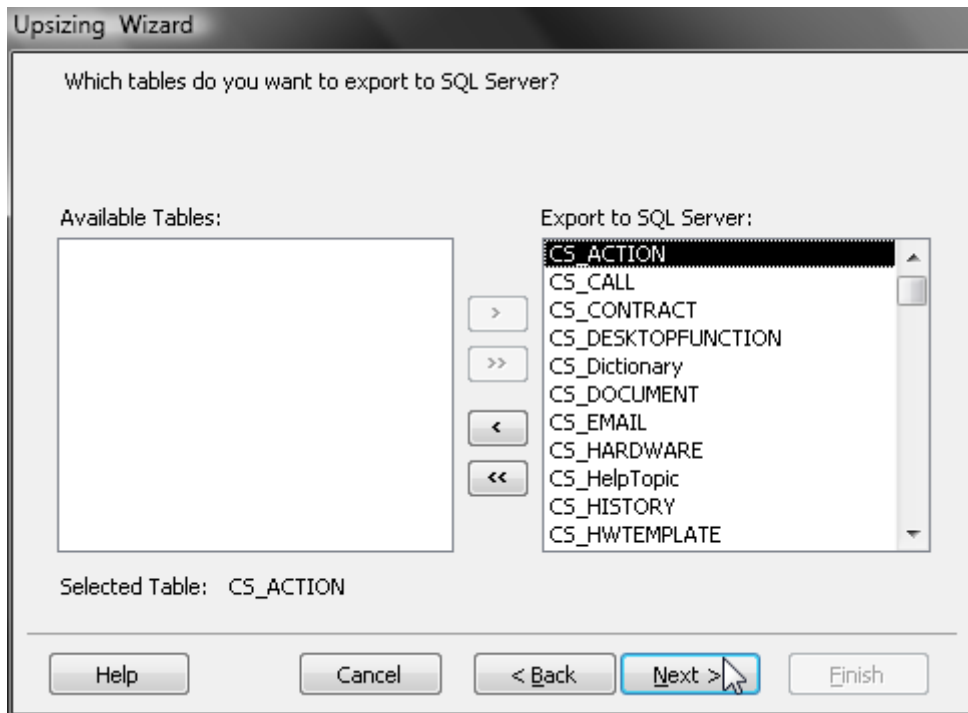 Upsizing Wizard
Which tables do you want to export to SQL Server?
Available Tables:
Export to SQL Server:
CS_ACTION
CS_CALL
CS_CONTRACT
CS_DESKTOPFUNCTION
CS_Dictionary
CS_DOCUMENT
CS_EMAIL
CS_HARDWARE
CS_HelpTopic
CS_HISTORY
CS_HWTEMPLATE
>
>>
<
<<
Selected Table: CS_ACTION
Help Cancel < Back Next > Finish